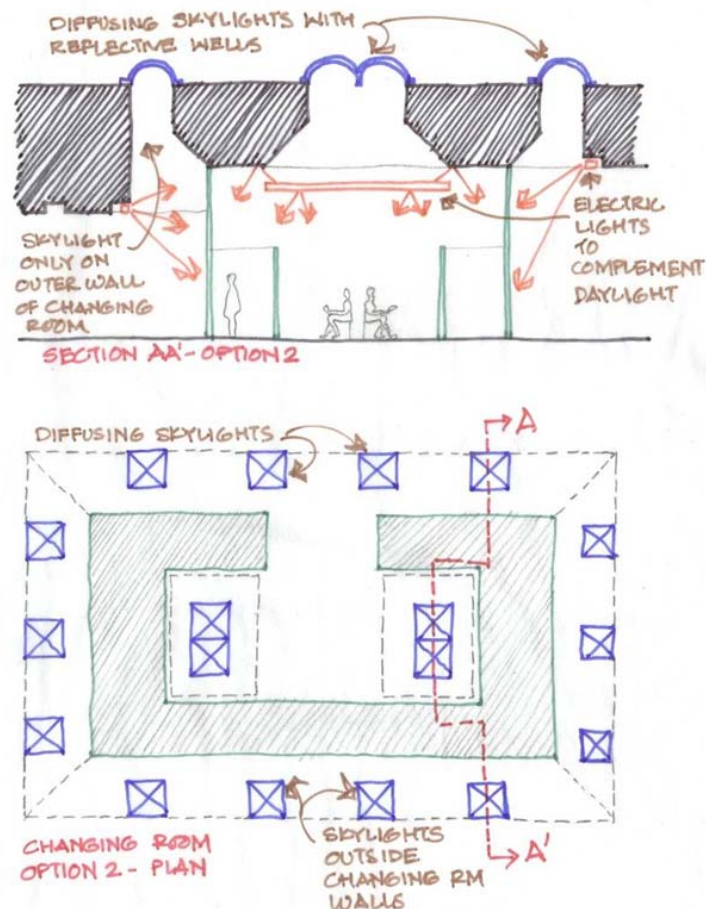 DIFFUSING SKYLIGHTS WITH
REFLECTIVE WELLS
SKYLIGHT
ONLY ON
OUTER WALL
OF CHANGING
ROOM
ELECTRIC
LIGHTS
TO
COMPLEMENT
DAYLIGHT
SECTION AA' - OPTION 2
DIFFUSING SKYLIGHTS
A
A'
CHANGING ROOM
OPTION 2 - PLAN
SKYLIGHTS
OUTSIDE
CHANGING RM
WALLS